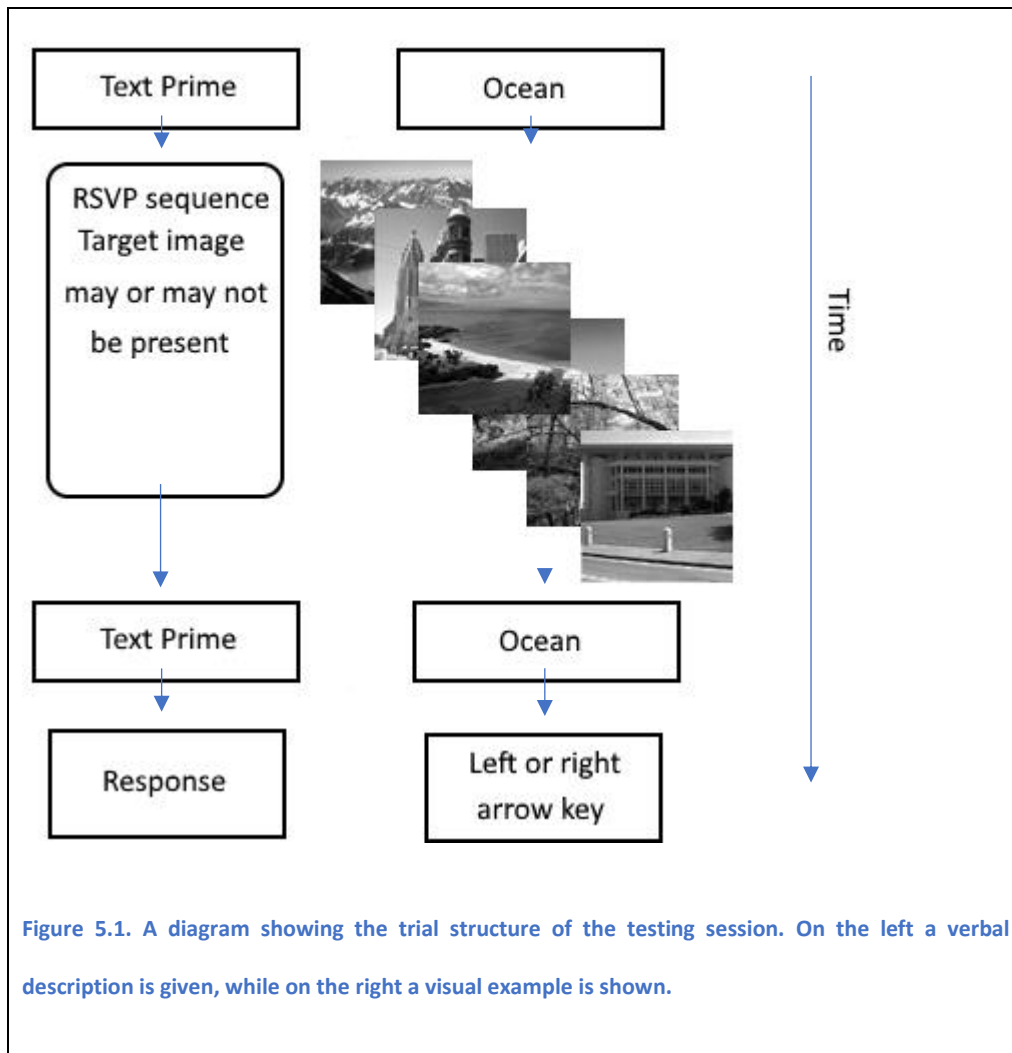 Text Prime
Ocean
RSVP sequence
Target image
may or may not
be present
Time
Text Prime
Ocean
Response
Left or right
arrow key
Figure 5.1. A diagram showing the trial structure of the testing session. On the left a verbal
description is given, while on the right a visual example is shown.